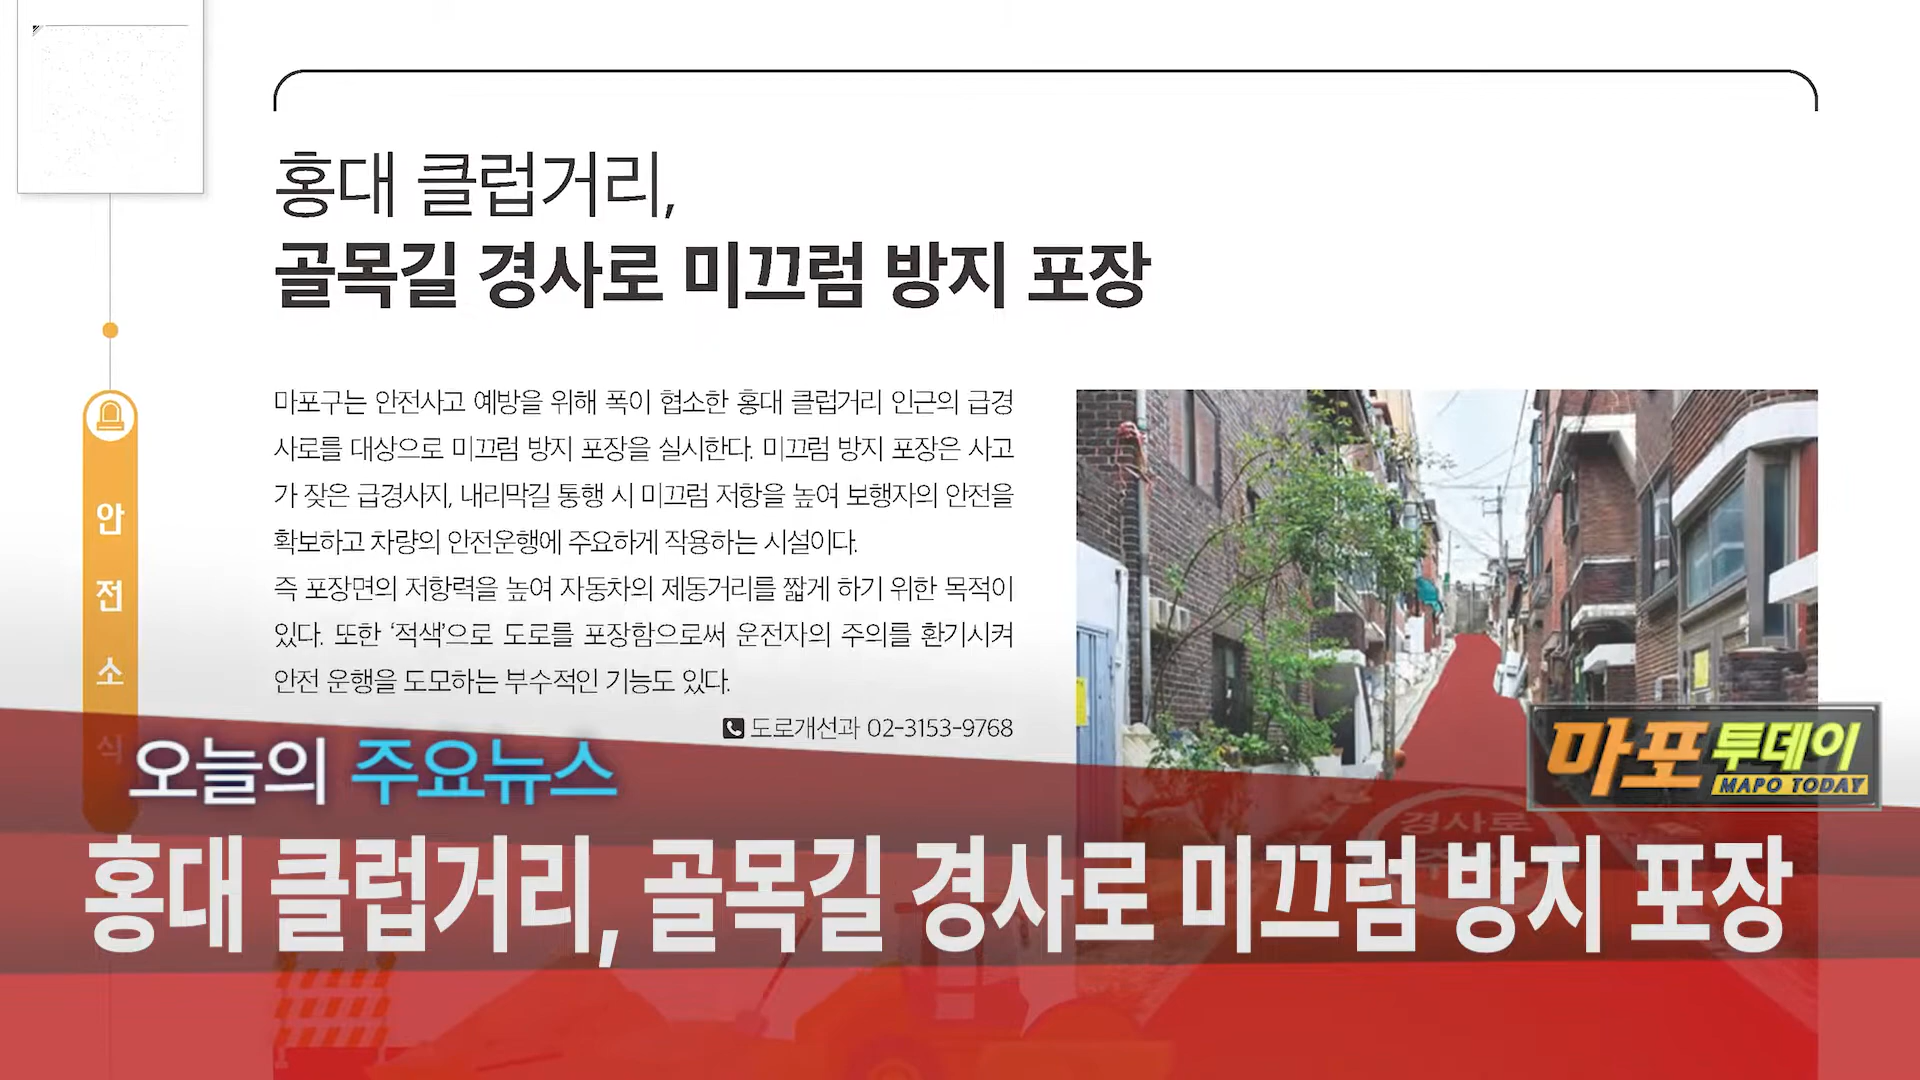 홍대 클럽거리,
골목길 경사로 미끄럼 방지 포장
안
전
소
식
마포구는 안전사고 예방을 위해 폭이 협소한 홍대 클럽거리 인근의 급경
사로를 대상으로 미끄럼 방지 포장을 실시한다. 미끄럼 방지 포장은 사고
가 잦은 급경사지, 내리막길 통행 시 미끄럼 저항을 높여 보행자의 안전을
확보하고 차량의 안전운행에 주요하게 작용하는 시설이다.
즉 포장면의 저항력을 높여 자동차의 제동거리를 짧게 하기 위한 목적이
있다. 또한 ‘적색’으로 도로를 포장함으로써 운전자의 주의를 환기시켜
안전 운행을 도모하는 부수적인 기능도 있다.
도로개선과 02-3153-9768
오늘의 주요뉴스
마포 투데이
MAPO TODAY
경사로
홍대 클럽거리, 골목길 경사로 미끄럼 방지 포장